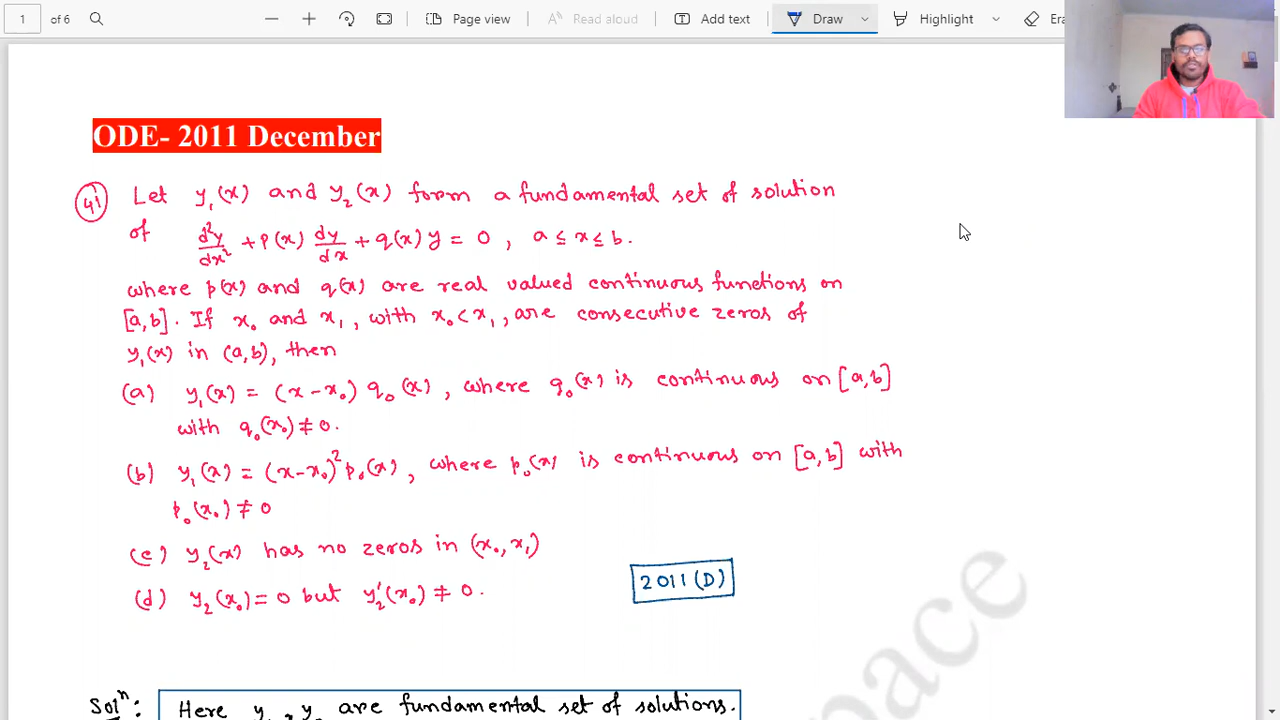 1 of 6 Page view Read aloud Add text Draw Highlight
ODE- 2011 December
41 Let y₁(x) and y₂(x) form a fundamental set of solution
of d²y/dx² + p(x) dy/dx + q(x) y = 0 , a ≤ x ≤ b.
where p(x) and q(x) are real valued continuous functions on
[a,b]. If x₀ and x₁, with x₀ < x₁, are consecutive zeros of
y₁(x) in (a,b), then
(a) y₁(x) = (x-x₀) q₀(x), where q₀(x) is continuous on [a,b]
with q₀(x₀) ≠ 0.
(b) y₁(x) = (x-x₀)² p₀(x), where p₀(x) is continuous on [a,b] with
p₀(x₀) ≠ 0
(c) y₂(x) has no zeros in (x₀, x₁)
2011 (D)
(d) y₂(x₀) = 0 but y₂'(x₀) ≠ 0.
Solⁿ: Here y₁, y₂ are fundamental set of solutions.